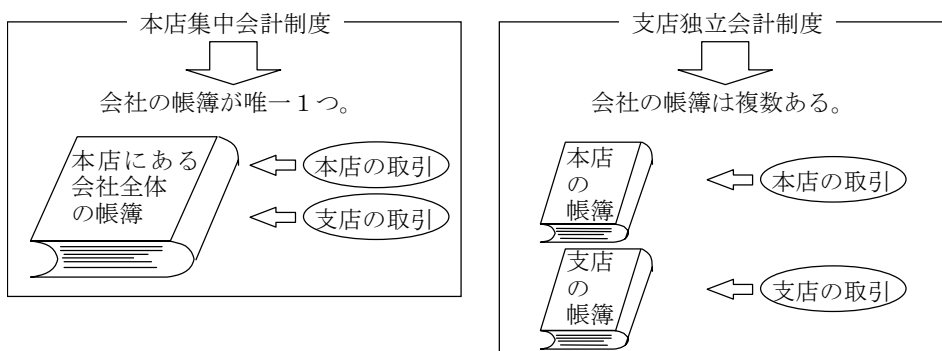 本店集中会計制度
会社の帳簿が唯一１つ。
本店にある
会社全体
の帳簿
本店の取引
支店の取引
支店独立会計制度
会社の帳簿は複数ある。
本店
の
帳簿
本店の取引
支店
の
帳簿
支店の取引